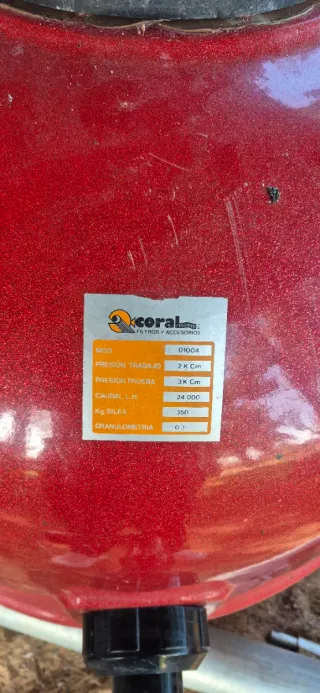 coral
FILTROS Y ACCESORIOS
MOD. 01004
PRESION TRABAJO 2 K Cm
PRESION PRUEBA 3 K Cm
CAUDAL L.H. 24 000
Kg. SILEX 350
GRANULOMETRIA